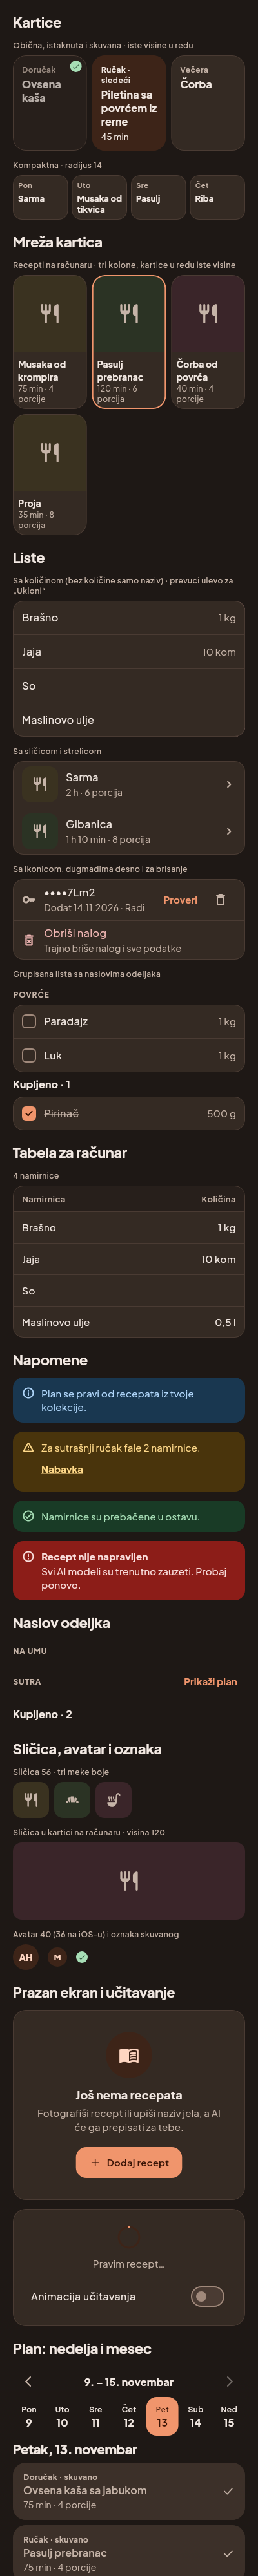 Kartice
Obična, istaknuta i skuvana · iste visine u redu
Doručak
Ovsena
kaša
Ručak ·
sledeći
Piletina sa
povrćem iz
rerne
45 min
Večera
Čorba
Kompaktna · radijus 14
Pon
Sarma
Uto
Musaka od
tikvica
Sre
Pasulj
Čet
Riba
Mreža kartica
Recepti na računaru · tri kolone, kartice u redu iste visine
Musaka od
krompira
75 min · 4
porcije
Pasulj
prebranac
120 min · 6
porcija
Čorba od
povrća
40 min · 4
porcije
Proja
35 min · 8
porcija
Liste
Sa količinom (bez količine samo naziv) · prevuci ulevo za
„Ukloni“
Brašno 1 kg
Jaja 10 kom
So
Maslinovo ulje
Sa sličicom i strelicom
Sarma
2 h · 6 porcija
Gibanica
1 h 10 min · 8 porcija
Sa ikonicom, dugmadima desno i za brisanje
••••7Lm2
Dodat 14.11.2026 · Radi
Proveri
Obriši nalog
Trajno briše nalog i sve podatke
Grupisana lista sa naslovima odeljaka
POVRĆE
Paradajz 1 kg
Luk 1 kg
Kupljeno · 1
Pirinač 500 g
Tabela za računar
4 namirnice
Namirnica Količina
Brašno 1 kg
Jaja 10 kom
So
Maslinovo ulje 0,5 l
Napomene
Plan se pravi od recepata iz tvoje
kolekcije.
Za sutrašnji ručak fale 2 namirnice.
Nabavka
Namirnice su prebačene u ostavu.
Recept nije napravljen
Svi AI modeli su trenutno zauzeti. Probaj
ponovo.
Naslov odeljka
NA UMU
SUTRA Prikaži plan
Kupljeno · 2
Sličica, avatar i oznaka
Sličica 56 · tri meke boje
Sličica u kartici na računaru · visina 120
Avatar 40 (36 na iOS-u) i oznaka skuvanog
AH M
Prazan ekran i učitavanje
Još nema recepata
Fotografiši recept ili upiši naziv jela, a AI
će ga prepisati za tebe.
Dodaj recept
Pravim recept…
Animacija učitavanja
Plan: nedelja i mesec
9. – 15. novembar
Pon Uto Sre Čet Pet Sub Ned
9 10 11 12 13 14 15
Petak, 13. novembar
Doručak · skuvano
Ovsena kaša sa jabukom
75 min · 4 porcije
Ručak · skuvano
Pasulj prebranac
75 min · 4 porcije